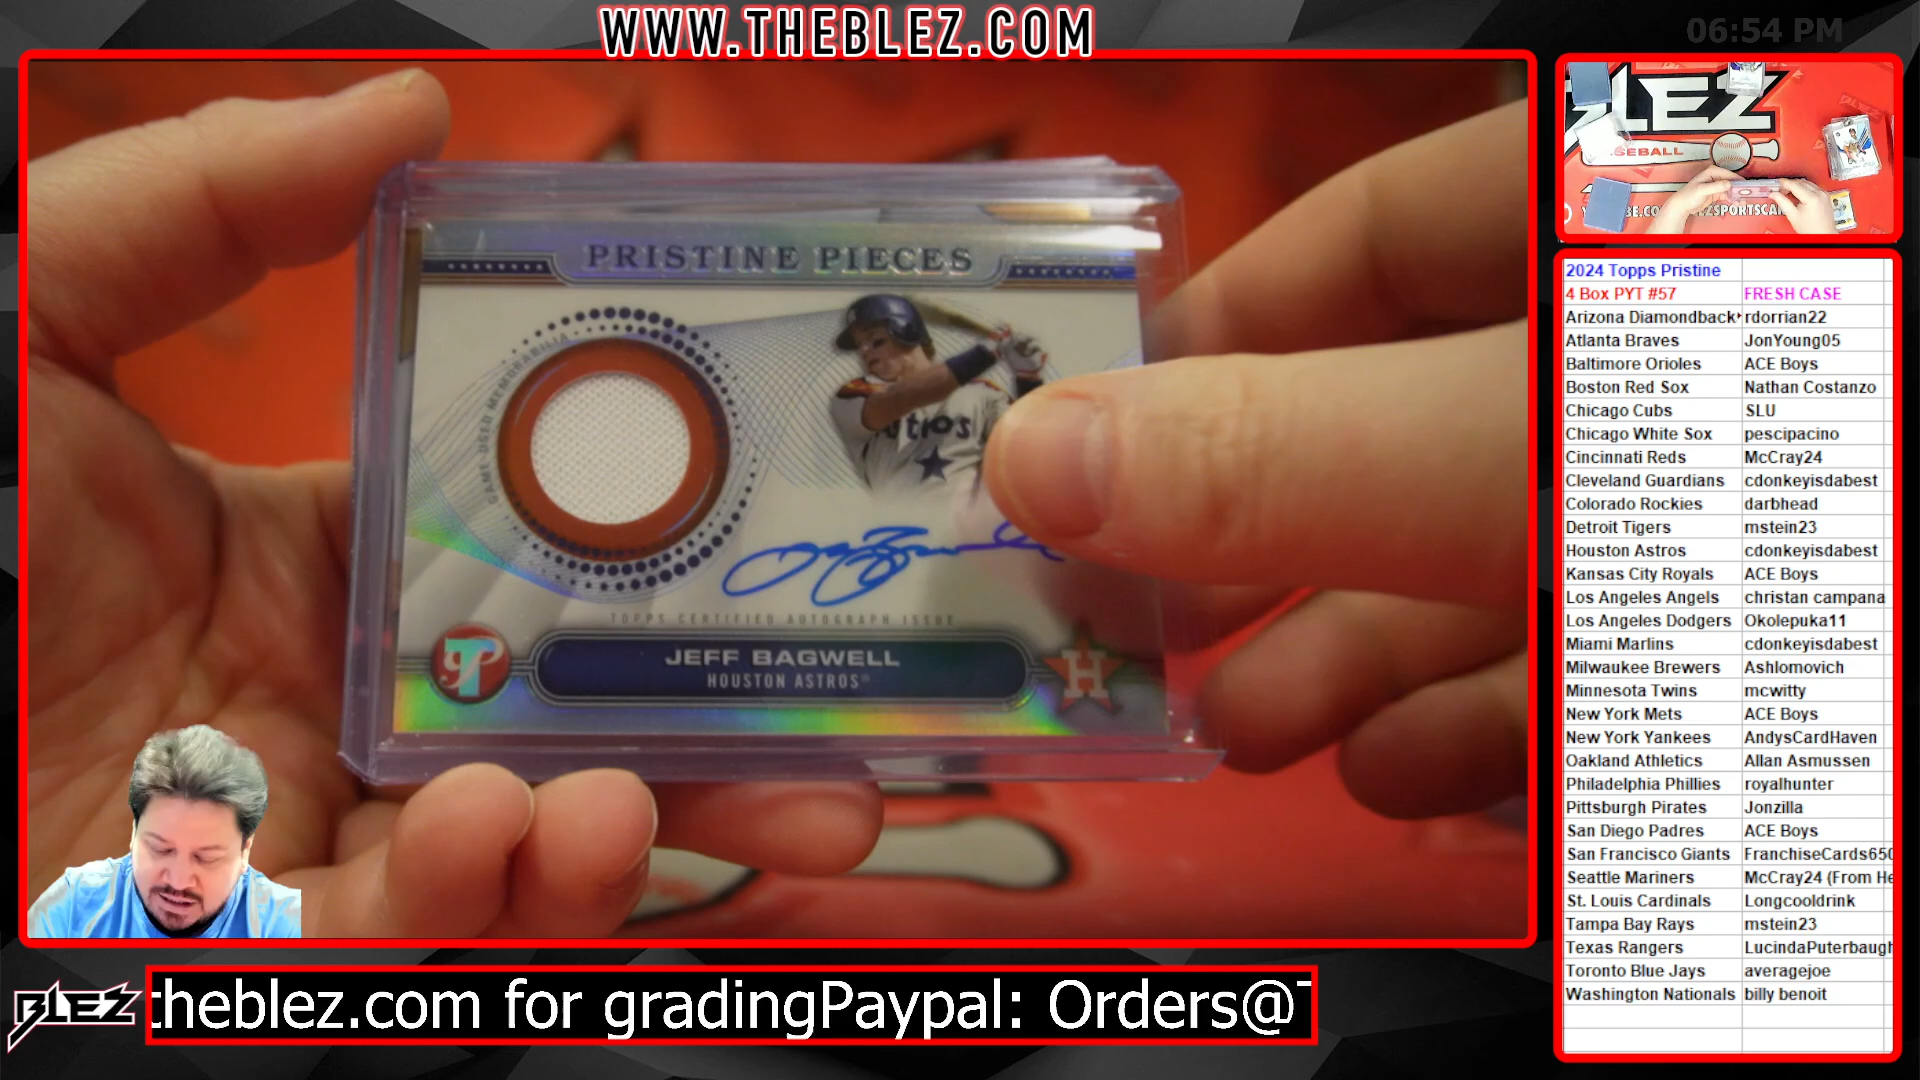 WWW.THEBLEZ.COM
06:54 PM
PRISTINE PIECES
GAME-USED MEMORABILIA
TOPPS CERTIFIED AUTOGRAPH ISSUE
JEFF BAGWELL
HOUSTON ASTROS
H
BLEZ
theblez.com for gradingPaypal: Orders@T
LEZ
SEBALL
2024 Topps Pristine
4 Box PYT #57 FRESH CASE
Arizona Diamondback rdorrian22
Atlanta Braves JonYoung05
Baltimore Orioles ACE Boys
Boston Red Sox Nathan Costanzo
Chicago Cubs SLU
Chicago White Sox pescipacino
Cincinnati Reds McCray24
Cleveland Guardians cdonkeyisdabest
Colorado Rockies darbhead
Detroit Tigers mstein23
Houston Astros cdonkeyisdabest
Kansas City Royals ACE Boys
Los Angeles Angels christan campana
Los Angeles Dodgers Okolepuka11
Miami Marlins cdonkeyisdabest
Milwaukee Brewers Ashlomovich
Minnesota Twins mcwitty
New York Mets ACE Boys
New York Yankees AndysCardHaven
Oakland Athletics Allan Asmussen
Philadelphia Phillies royalhunter
Pittsburgh Pirates Jonzilla
San Diego Padres ACE Boys
San Francisco Giants FranchiseCards650
Seattle Mariners McCray24 (From He
St. Louis Cardinals Longcooldrink
Tampa Bay Rays mstein23
Texas Rangers LucindaPuterbaugh
Toronto Blue Jays averagejoe
Washington Nationals billy benoit